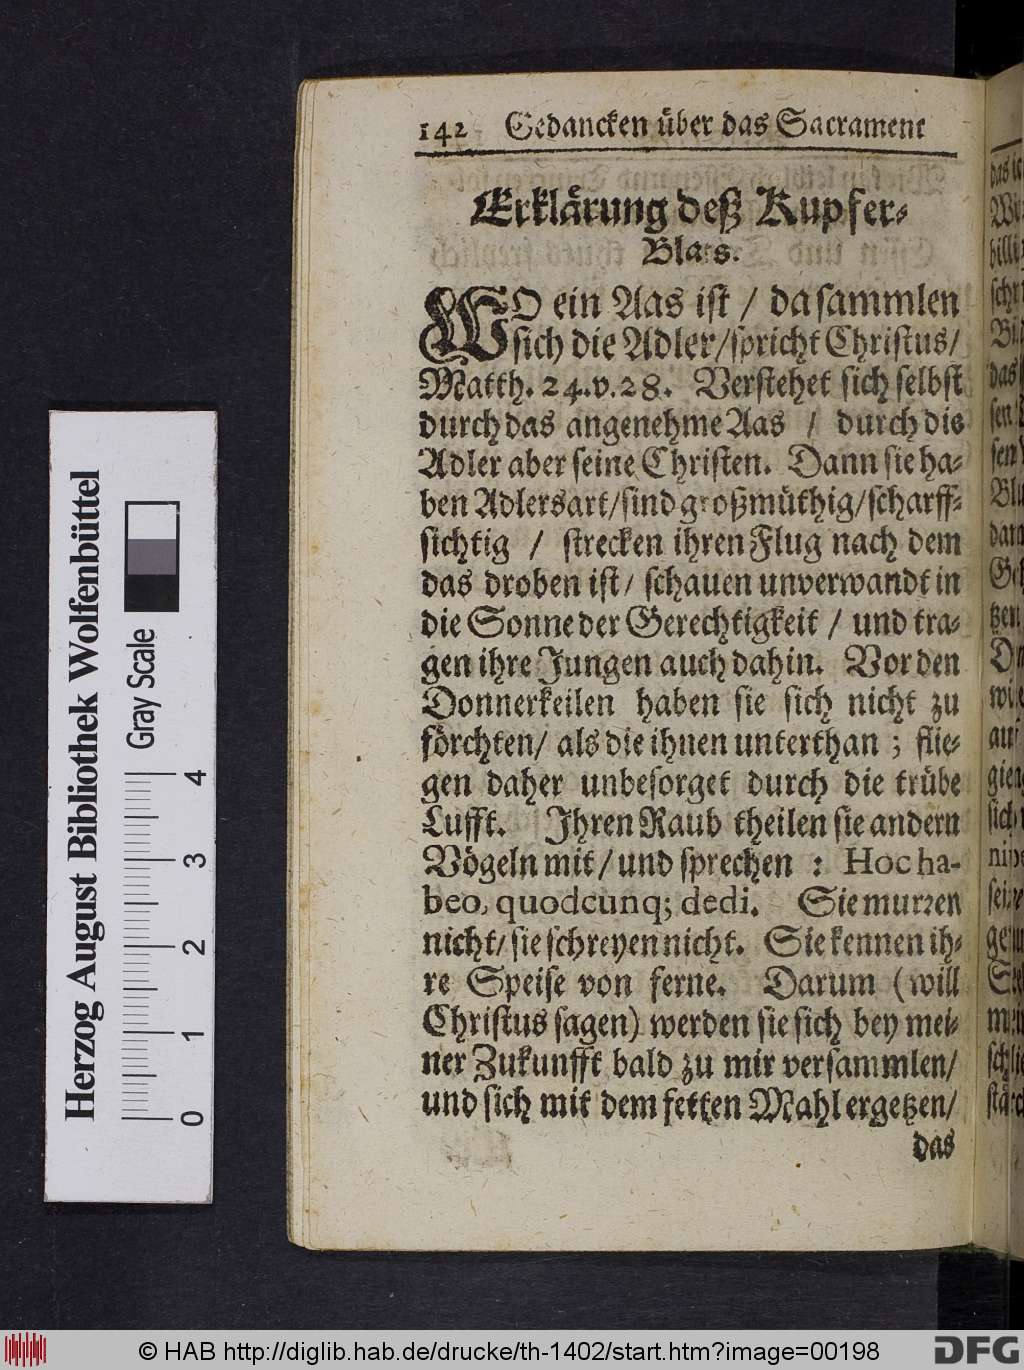 142 Gedancken über das Sacrament
Erklärung deß Kupfer-
Blats.
WO ein Aas ist / da sammlen
sich die Adler / spricht Christus /
Matth. 24. v. 28. Verstehet sich selbst
durch das angenehme Aas / durch die
Adler aber seine Christen. Dann sie ha-
ben Adlersart / sind großmüthig / scharff-
sichtig / strecken ihren Flug nach dem
das droben ist / schauen unverwandt in
die Sonne der Gerechtigkeit / und tra-
gen ihre Jungen auch dahin. Vor den
Donnerkeilen haben sie sich nicht zu
förchten / als die ihnen unterthan ; flie-
gen daher unbesorget durch die trübe
Lufft. Ihren Raub theilen sie andern
Vögeln mit / und sprechen : Hoc ha-
beo, quodcunq; dedi. Sie murren
nicht / sie schreyen nicht. Sie kennen ih-
re Speise von ferne. Darum (will
Christus sagen) werden sie sich bey mei-
ner Zukunfft bald zu mir versammlen /
und sich mit dem fetten Mahl ergetzen /
das
Herzog August Bibliothek Wolfenbüttel
Gray Scale
0 1 2 3 4
© HAB http://diglib.hab.de/drucke/th-1402/start.htm?image=00198
DFG